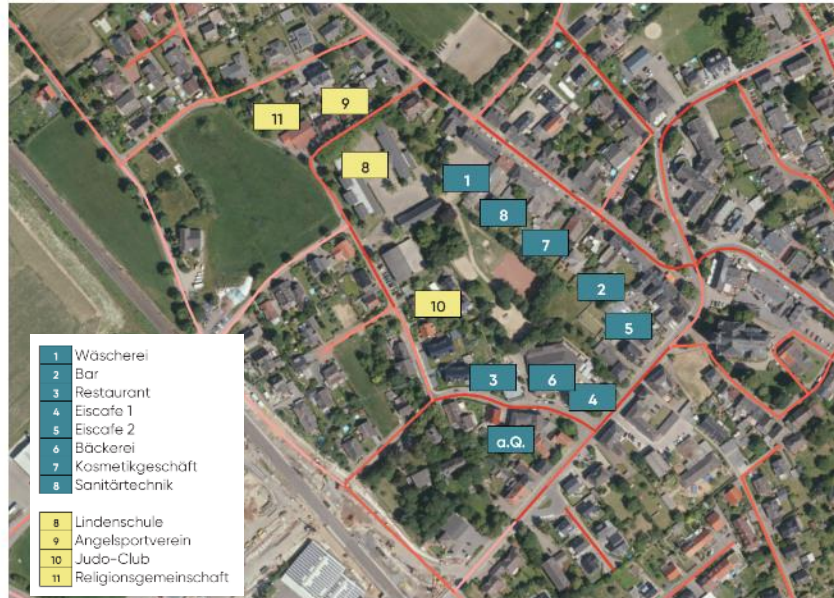 11
9
8
1
8
7
2
10
5
3
6
4
a.Q.
1 Wäscherei
2 Bar
3 Restaurant
4 Eiscafe 1
5 Eiscafe 2
6 Bäckerei
7 Kosmetikgeschäft
8 Sanitärtechnik
8 Lindenschule
9 Angelsportverein
10 Judo-Club
11 Religionsgemeinschaft